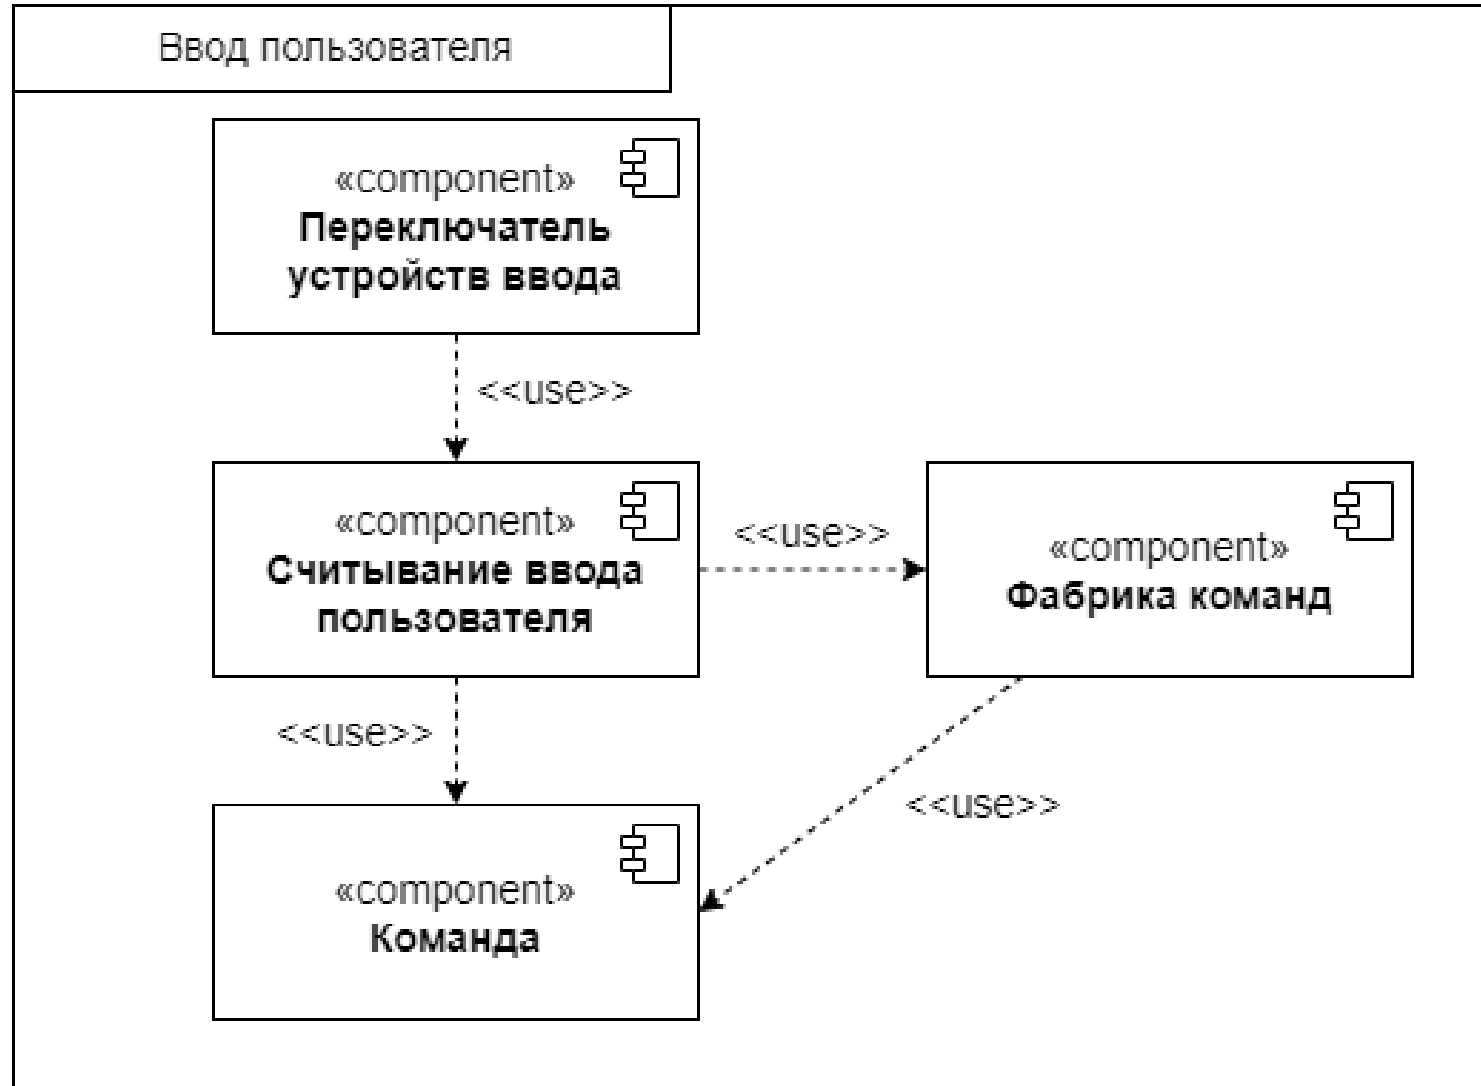 Ввод пользователя
«component»
Переключатель
устройств ввода
<<use>>
«component»
Считывание ввода
пользователя
<<use>>
«component»
Фабрика команд
<<use>>
<<use>>
«component»
Команда